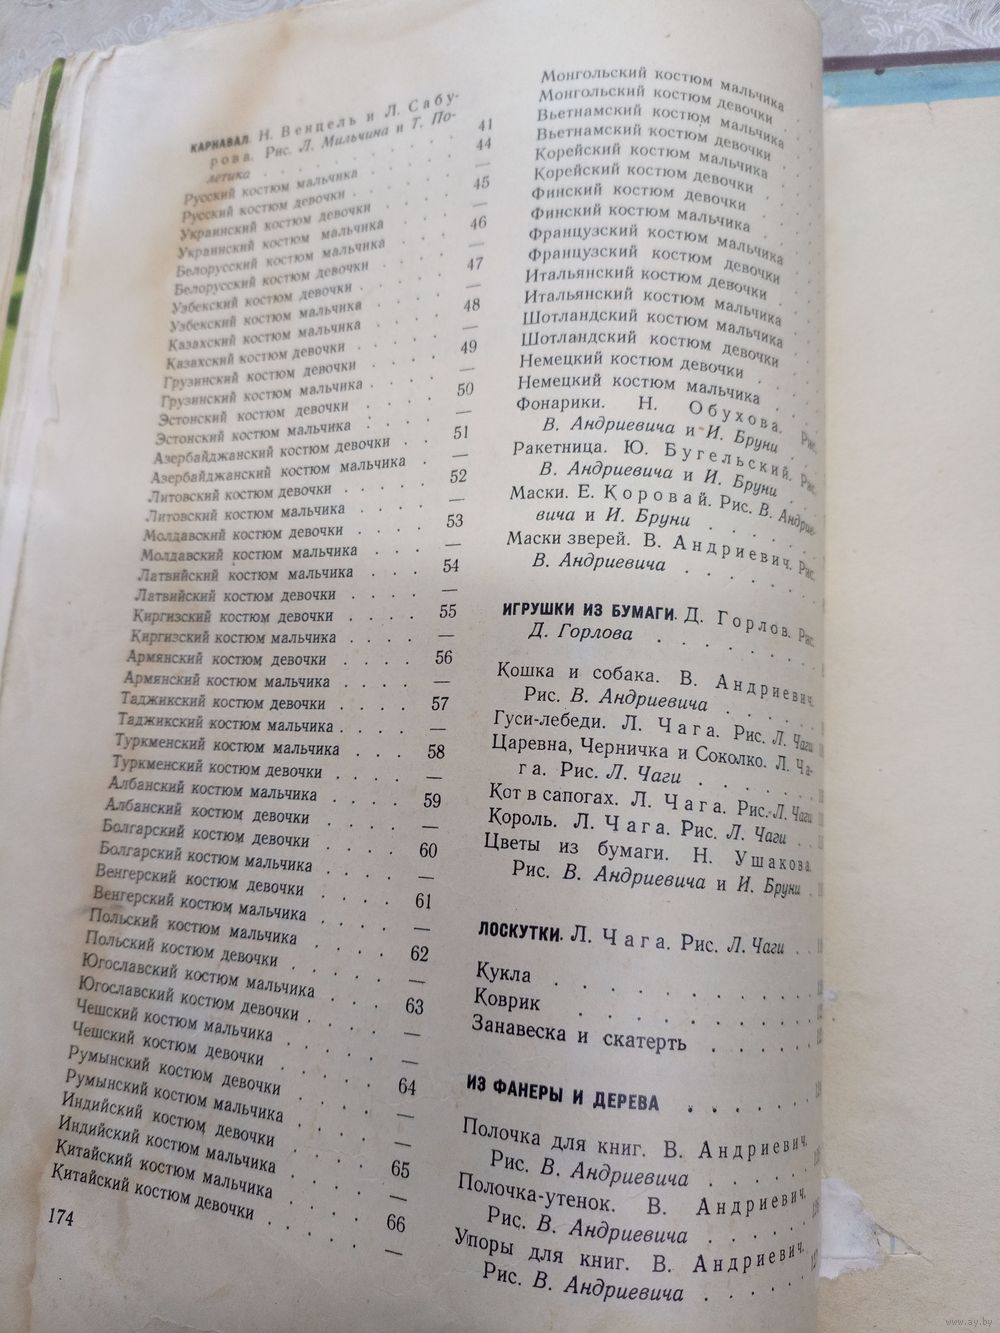 КАРНАВАЛ. Н. Венцель и Л. Сабу-
рова. Рис. Л. Мильчина и Т. По-
летика . . . . . . . . 41
Русский костюм мальчика . . . . 44
Русский костюм девочки . . . . —
Украинский костюм девочки . . . 45
Украинский костюм мальчика . . —
Белорусский костюм мальчика . . 46
Белорусский костюм девочки . . —
Узбекский костюм девочки . . . 47
Узбекский костюм мальчика . . . —
Казахский костюм мальчика . . . 48
Казахский костюм девочки . . . —
Грузинский костюм девочки . . . 49
Грузинский костюм мальчика . . . —
Эстонский костюм девочки . . . . 50
Эстонский костюм мальчика . . . —
Азербайджанский костюм девочки . . 51
Азербайджанский костюм мальчика . —
Литовский костюм девочки . . . . 52
Литовский костюм мальчика . . . —
Молдавский костюм девочки . . . 53
Молдавский костюм мальчика . . . —
Латвийский костюм мальчика . . . 54
Латвийский костюм девочки . . . —
Киргизский костюм девочки . . . . 55
Киргизский костюм мальчика . . . —
Армянский костюм девочки . . . . 56
Армянский костюм мальчика . . . . —
Таджикский костюм девочки . . . . 57
Таджикский костюм мальчика . . . . —
Туркменский костюм мальчика . . . 58
Туркменский костюм девочки . . . . —
Албанский костюм мальчика . . . . 59
Албанский костюм девочки . . . . —
Болгарский костюм девочки . . . . 60
Болгарский костюм мальчика . . . . —
Венгерский костюм девочки . . . . 61
Венгерский костюм мальчика . . . . —
Польский костюм мальчика . . . . 62
Польский костюм девочки . . . . —
Югославский костюм мальчика . . . 63
Югославский костюм девочки . . . . —
Чешский костюм мальчика . . . . —
Чешский костюм девочки . . . . 64
Румынский костюм девочки . . . . —
Румынский костюм мальчика . . . . —
Индийский костюм девочки . . . . 65
Индийский костюм мальчика . . . . —
Китайский костюм мальчика . . . . 66
Китайский костюм девочки . . . . —
174
Монгольский костюм мальчика
Монгольский костюм девочки . .
Вьетнамский костюм мальчика
Вьетнамский костюм девочки . .
Корейский костюм мальчика . .
Корейский костюм девочки . . .
Финский костюм девочки . . .
Финский костюм мальчика . . .
Французский костюм мальчика .
Французский костюм девочки . .
Итальянский костюм девочки . .
Итальянский костюм мальчика .
Шотландский костюм мальчика .
Шотландский костюм девочки . .
Немецкий костюм девочки . . .
Немецкий костюм мальчика . . .
Фонарики. Н. Обухова. Рис.
В. Андриевича и И. Бруни . .
Ракетница. Ю. Бугельский. Рис.
В. Андриевича и И. Бруни . .
Маски. Е. Коровай. Рис. В. Андрие-
вича и И. Бруни . . . . .
Маски зверей. В. Андриевич. Рис.
В. Андриевича . . . . . .
ИГРУШКИ ИЗ БУМАГИ. Д. Горлов. Рис.
Д. Горлова . . . . . . .
Кошка и собака. В. Андриевич.
Рис. В. Андриевича . . . . .
Гуси-лебеди. Л. Чага. Рис. Л. Чаги
Царевна, Черничка и Соколко. Л. Ча-
га. Рис. Л. Чаги . . . . . .
Кот в сапогах. Л. Чага. Рис. Л. Чаги
Король. Л. Чага. Рис. Л. Чаги . .
Цветы из бумаги. Н. Ушакова.
Рис. В. Андриевича и И. Бруни .
ЛОСКУТКИ. Л. Чага. Рис. Л. Чаги . .
Кукла . . . . . . . . . .
Коврик . . . . . . . . . .
Занавеска и скатерть . . . . .
ИЗ ФАНЕРЫ И ДЕРЕВА . . . . . . .
Полочка для книг. В. Андриевич.
Рис. В. Андриевича . . . . . .
Полочка-утенок. В. Андриевич.
Рис. В. Андриевича . . . . . .
Упоры для книг. В. Андриевич.
Рис. В. Андриевича . . . . . .
www.ay.by